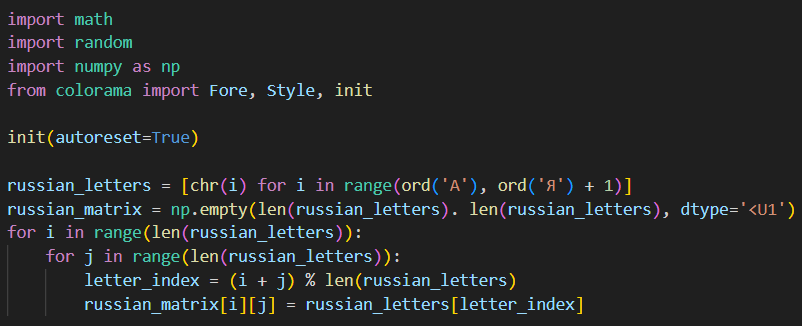 import math
import random
import numpy as np
from colorama import Fore, Style, init
init(autoreset=True)
russian_letters = [chr(i) for i in range(ord('А'), ord('Я') + 1)]
russian_matrix = np.empty(len(russian_letters). len(russian_letters), dtype='<U1')
for i in range(len(russian_letters)):
    for j in range(len(russian_letters)):
        letter_index = (i + j) % len(russian_letters)
        russian_matrix[i][j] = russian_letters[letter_index]